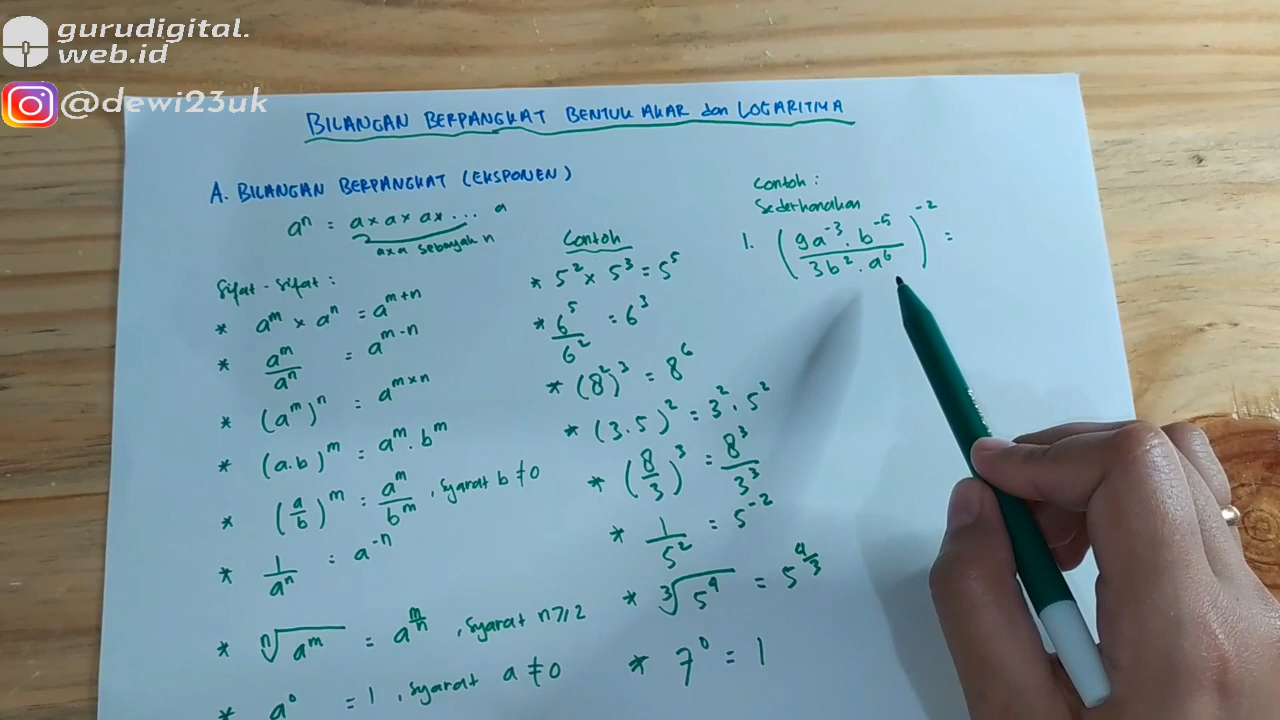 gurudigital.
web.id
@dewi23uk
BILANGAN BERPANGKAT BENTUK AKAR dan LOGARITMA
A. BILANGAN BERPANGKAT (EKSPONEN)
aⁿ = a × a × a × ... a
a×a sebanyak n
Sifat-sifat :
* aᵐ × aⁿ = aᵐ⁺ⁿ
* aᵐ/aⁿ = aᵐ⁻ⁿ
* (aᵐ)ⁿ = a^(m×n)
* (a.b)ᵐ = aᵐ . bᵐ
* (a/b)ᵐ = aᵐ/bᵐ , syarat b ≠ 0
* 1/aⁿ = a⁻ⁿ
* ⁿ√aᵐ = a^(m/n) , syarat n ≥ 2
* a⁰ = 1 , syarat a ≠ 0
Contoh
* 5² × 5³ = 5⁵
* 6⁵/6² = 6³
* (8²)³ = 8⁶
* (3.5)² = 3² . 5²
* (8/3)³ = 8³/3³
* 1/5² = 5⁻²
* ³√5⁴ = 5^(4/3)
* 7⁰ = 1
Contoh :
Sederhanakan
1. (9a⁻³ . b⁻⁵ / 3b² . a⁶)⁻² =